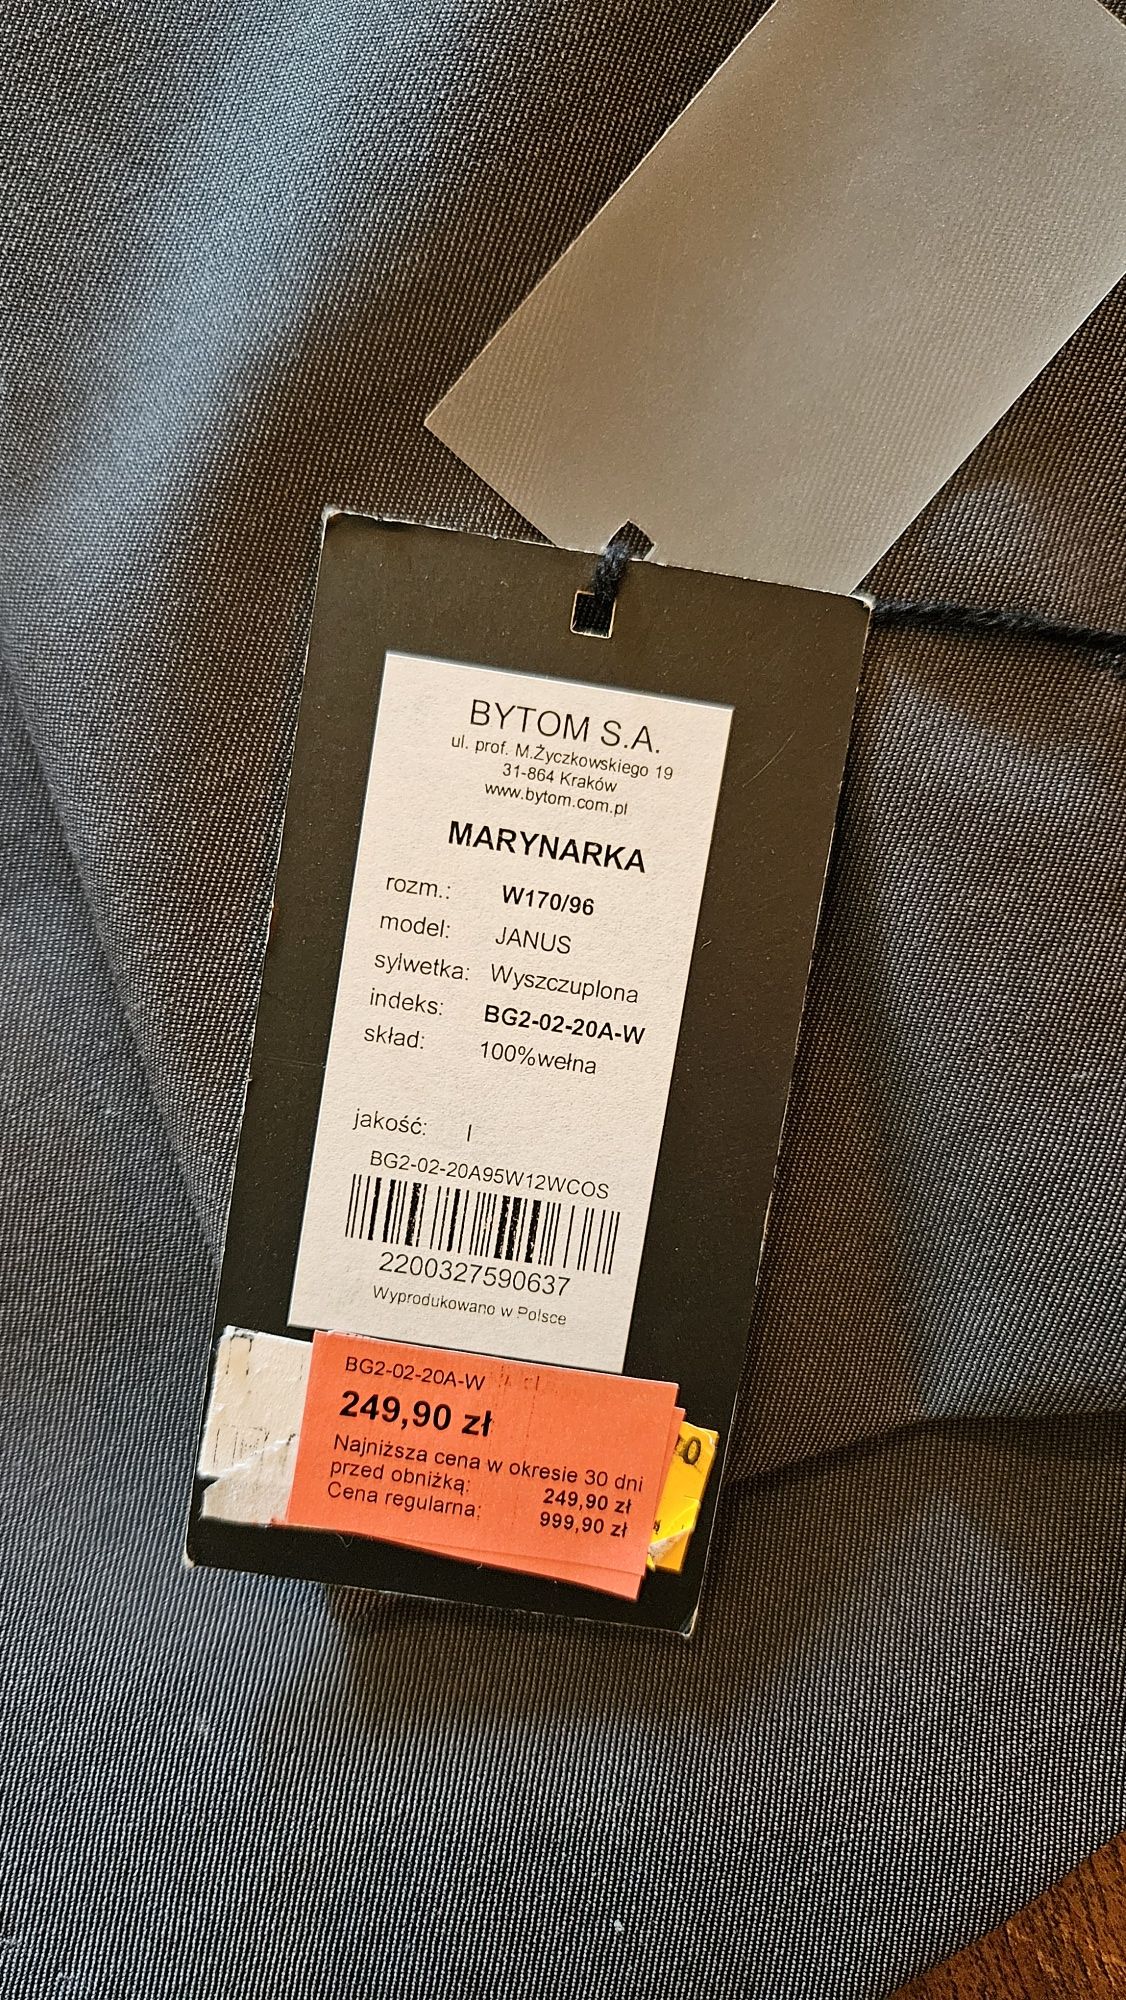 BYTOM S.A.
ul. prof. M.Życzkowskiego 19
31-864 Kraków
www.bytom.com.pl
MARYNARKA
rozm.: W170/96
model: JANUS
sylwetka: Wyszczuplona
indeks: BG2-02-20A-W
skład: 100%wełna
jakość: I
BG2-02-20A95W12WCOS
2200327590637
Wyprodukowano w Polsce
BG2-02-20A-W
249,90 zł
Najniższa cena w okresie 30 dni
przed obniżką: 249,90 zł
Cena regularna: 999,90 zł